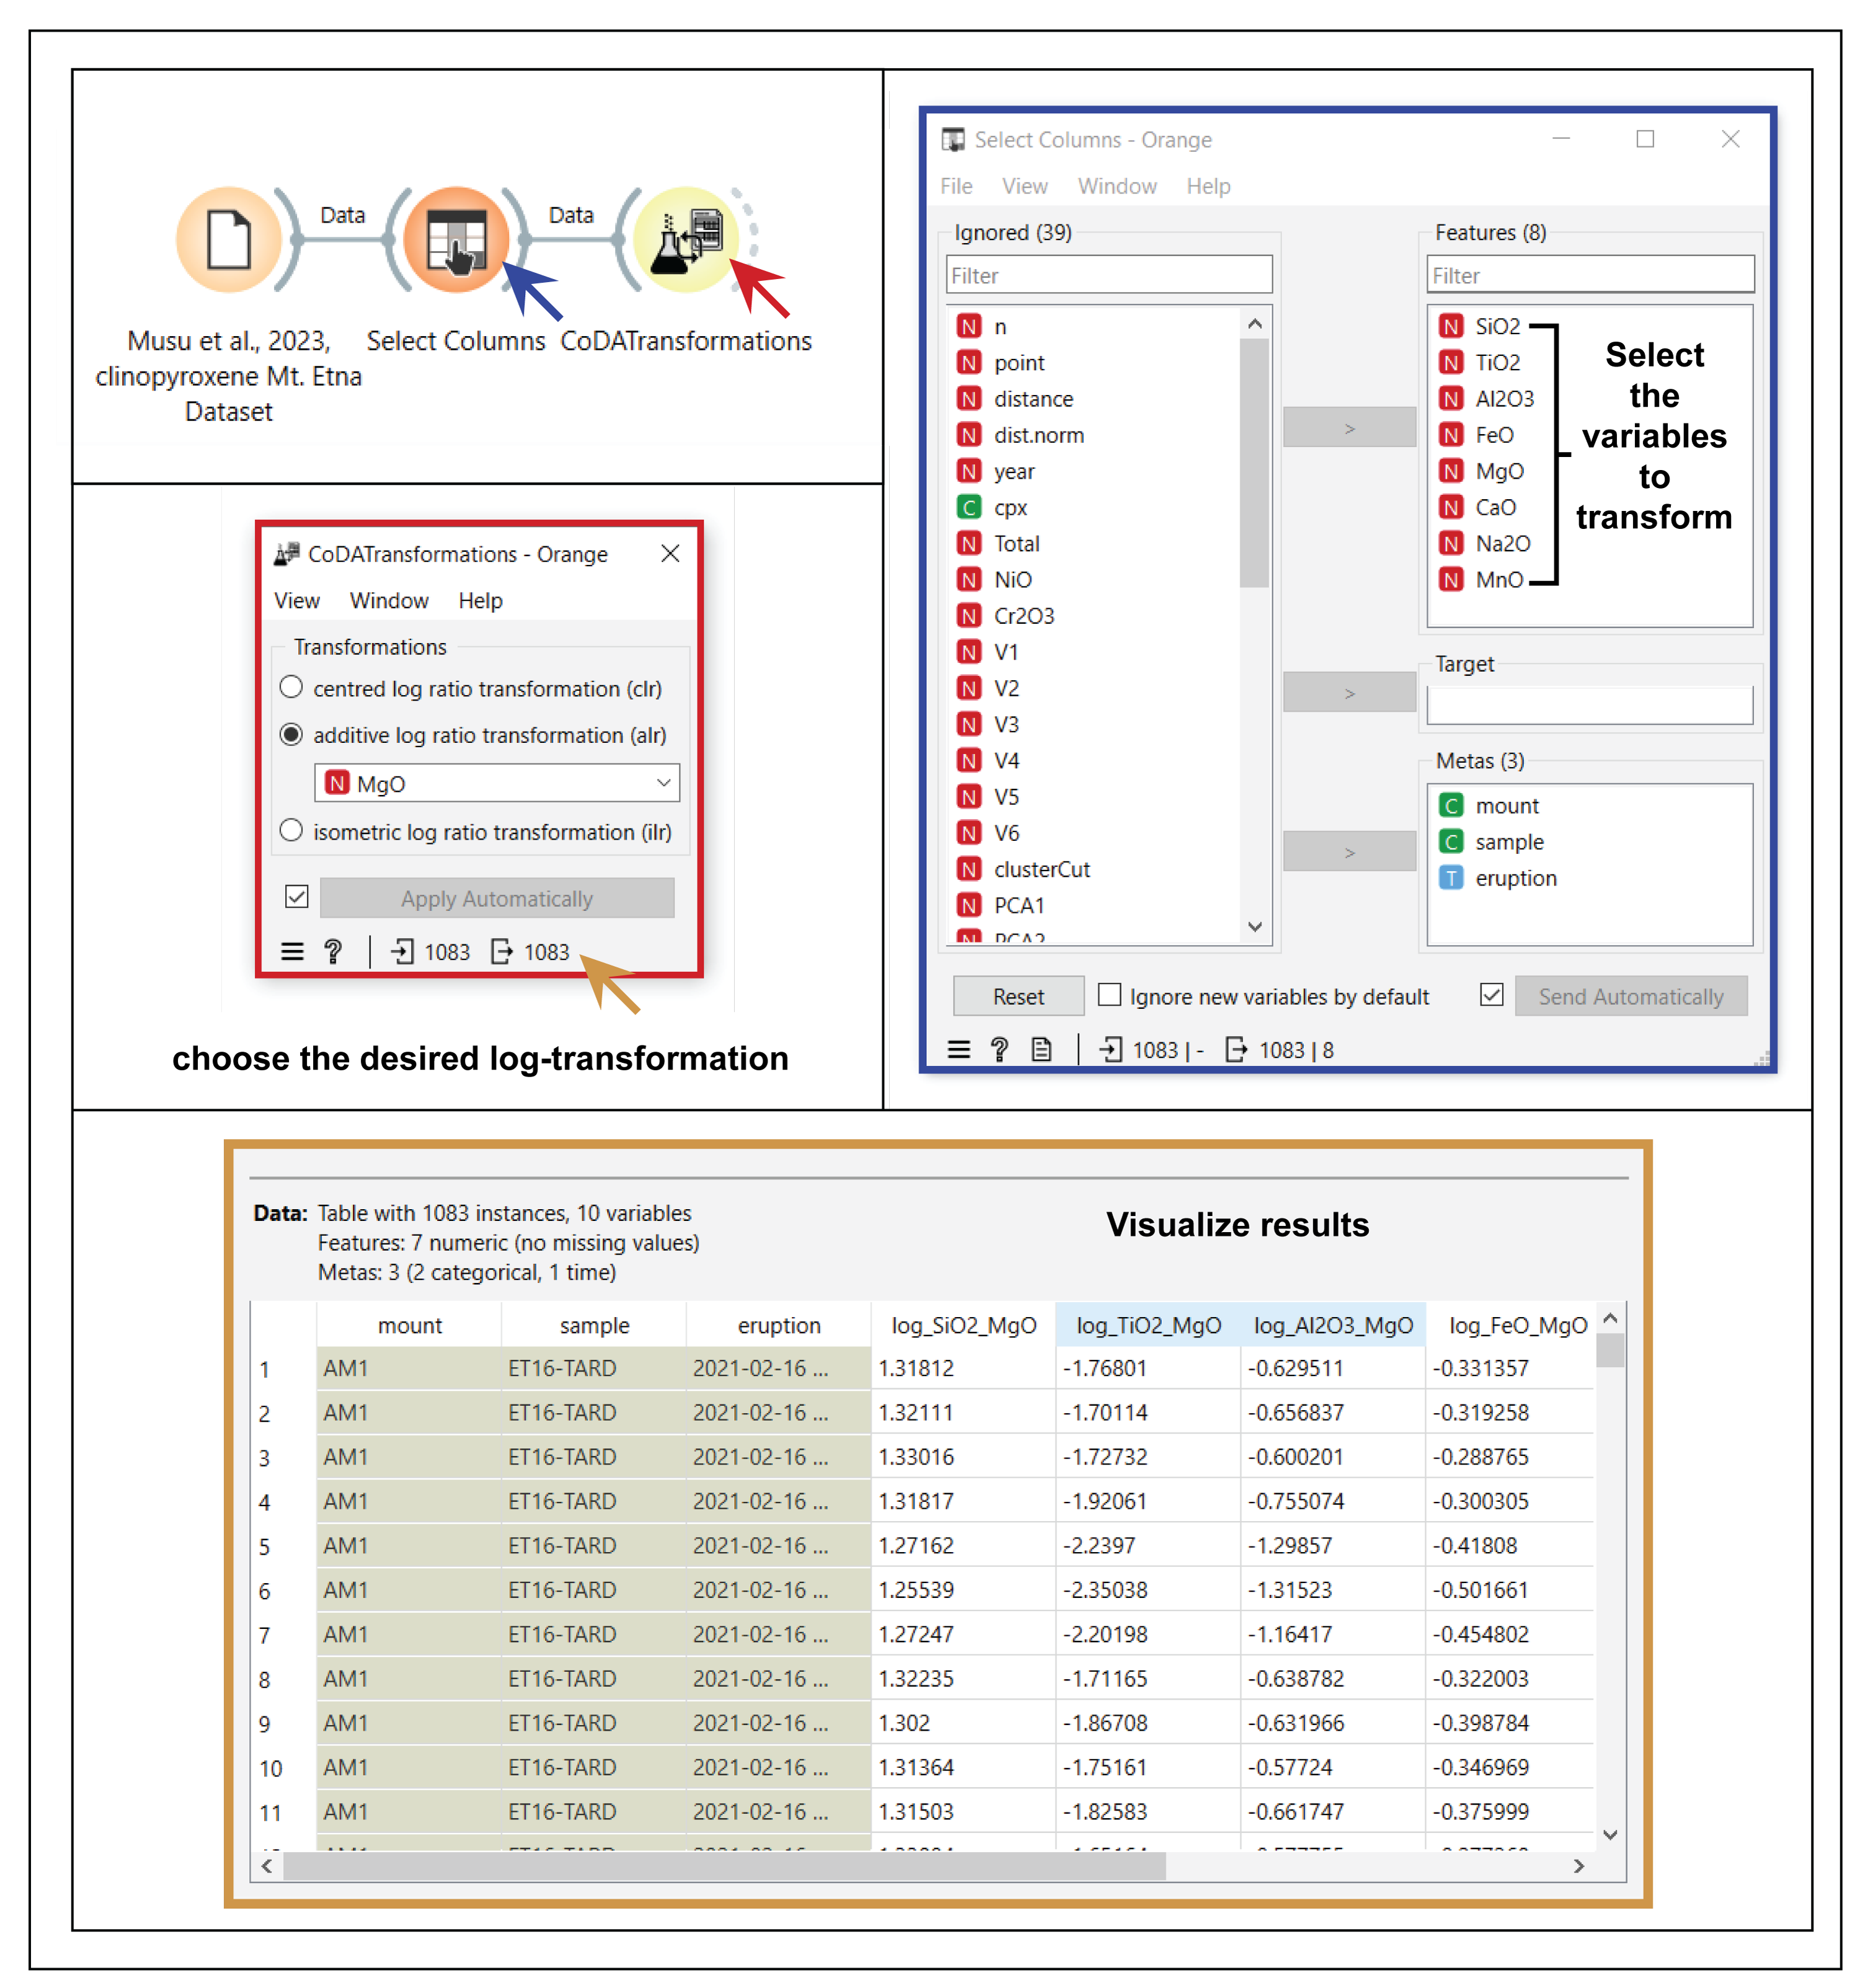 Data
Data
Musu et al., 2023,
clinopyroxene Mt. Etna
Dataset
Select Columns
CoDATransformations
CoDATransformations - Orange
View Window Help
Transformations
centred log ratio transformation (clr)
additive log ratio transformation (alr)
N MgO
isometric log ratio transformation (ilr)
Apply Automatically
1083 1083
choose the desired log-transformation
Select Columns - Orange
File View Window Help
Ignored (39)
Filter
N n
N point
N distance
N dist.norm
N year
C cpx
N Total
N NiO
N Cr2O3
N V1
N V2
N V3
N V4
N V5
N V6
N clusterCut
N PCA1
N PCA2
>
>
>
Features (8)
Filter
N SiO2
N TiO2
N Al2O3
N FeO
N MgO
N CaO
N Na2O
N MnO
Select
the
variables
to
transform
Target
Metas (3)
C mount
C sample
T eruption
Reset Ignore new variables by default Send Automatically
1083 | - 1083 | 8
Data: Table with 1083 instances, 10 variables
Features: 7 numeric (no missing values)
Metas: 3 (2 categorical, 1 time)
Visualize results
mount sample eruption log_SiO2_MgO log_TiO2_MgO log_Al2O3_MgO log_FeO_MgO
1 AM1 ET16-TARD 2021-02-16 ... 1.31812 -1.76801 -0.629511 -0.331357
2 AM1 ET16-TARD 2021-02-16 ... 1.32111 -1.70114 -0.656837 -0.319258
3 AM1 ET16-TARD 2021-02-16 ... 1.33016 -1.72732 -0.600201 -0.288765
4 AM1 ET16-TARD 2021-02-16 ... 1.31817 -1.92061 -0.755074 -0.300305
5 AM1 ET16-TARD 2021-02-16 ... 1.27162 -2.2397 -1.29857 -0.41808
6 AM1 ET16-TARD 2021-02-16 ... 1.25539 -2.35038 -1.31523 -0.501661
7 AM1 ET16-TARD 2021-02-16 ... 1.27247 -2.20198 -1.16417 -0.454802
8 AM1 ET16-TARD 2021-02-16 ... 1.32235 -1.71165 -0.638782 -0.322003
9 AM1 ET16-TARD 2021-02-16 ... 1.302 -1.86708 -0.631966 -0.398784
10 AM1 ET16-TARD 2021-02-16 ... 1.31364 -1.75161 -0.57724 -0.346969
11 AM1 ET16-TARD 2021-02-16 ... 1.31503 -1.82583 -0.661747 -0.375999